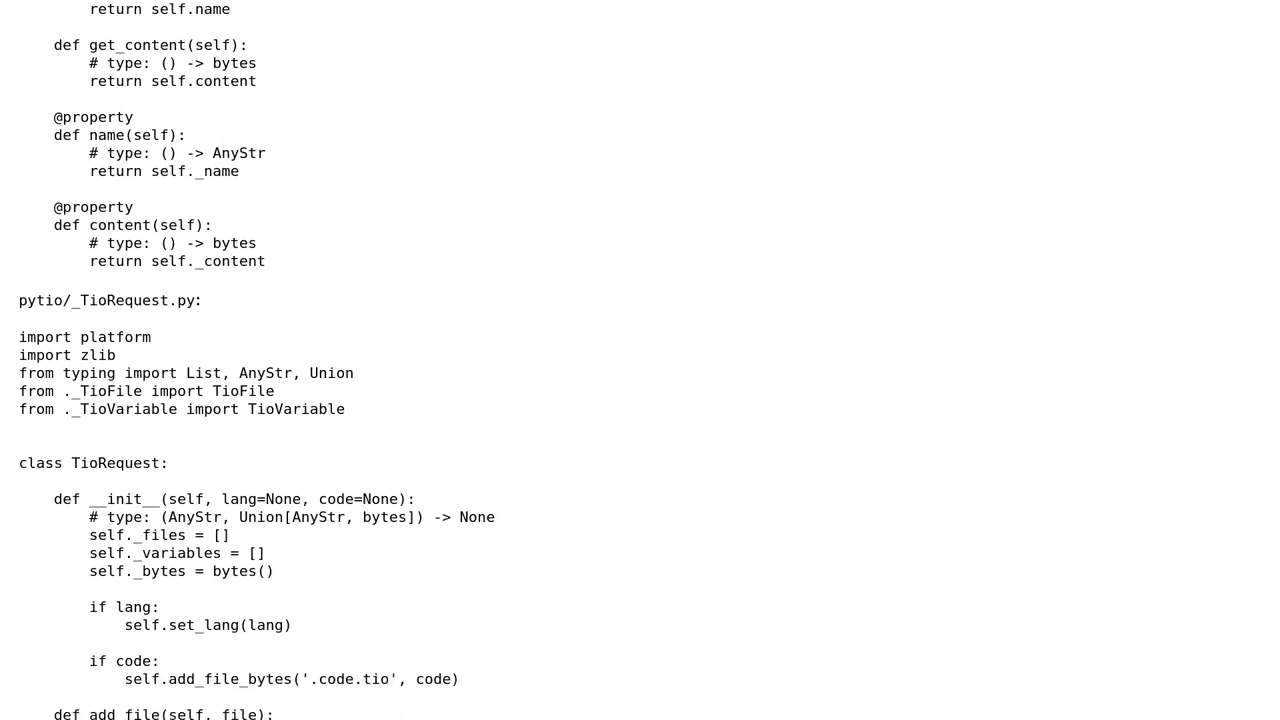 return self.name

    def get_content(self):
        # type: () -> bytes
        return self.content

    @property
    def name(self):
        # type: () -> AnyStr
        return self._name

    @property
    def content(self):
        # type: () -> bytes
        return self._content

pytio/_TioRequest.py:

import platform
import zlib
from typing import List, AnyStr, Union
from ._TioFile import TioFile
from ._TioVariable import TioVariable


class TioRequest:

    def __init__(self, lang=None, code=None):
        # type: (AnyStr, Union[AnyStr, bytes]) -> None
        self._files = []
        self._variables = []
        self._bytes = bytes()

        if lang:
            self.set_lang(lang)

        if code:
            self.add_file_bytes('.code.tio', code)

    def add_file(self, file):